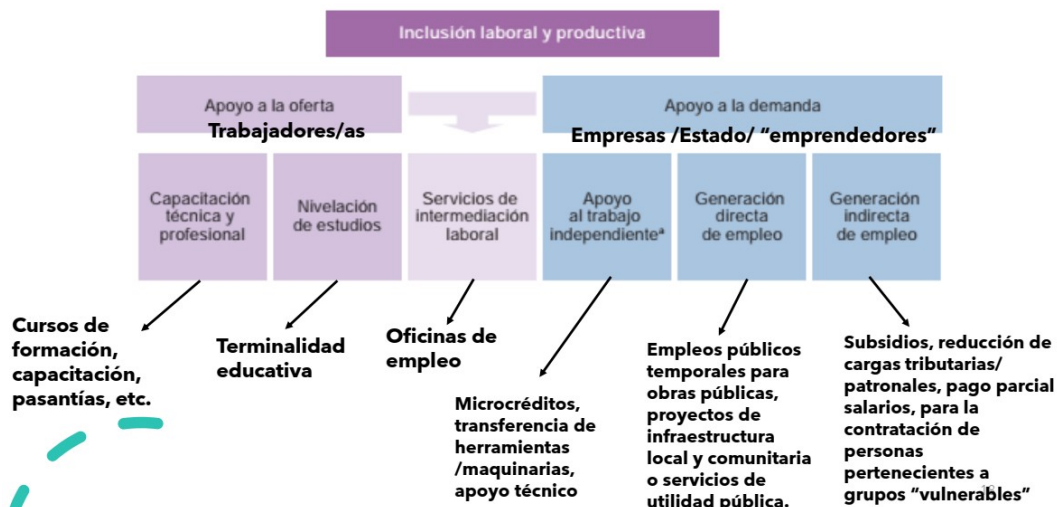 Inclusión laboral y productiva
Apoyo a la oferta
Trabajadores/as
Apoyo a la demanda
Empresas /Estado/ “emprendedores”
Capacitación
técnica y
profesional
Nivelación
de estudios
Servicios de
intermediación
laboral
Apoyo
al trabajo
independienteª
Generación
directa
de empleo
Generación
indirecta
de empleo
Cursos de
formación,
capacitación,
pasantías, etc.
Terminalidad
educativa
Oficinas de
empleo
Microcréditos,
transferencia de
herramientas
/maquinarias,
apoyo técnico
Empleos públicos
temporales para
obras públicas,
proyectos de
infraestructura
local y comunitaria
o servicios de
utilidad pública.
Subsidios, reducción de
cargas tributarias/
patronales, pago parcial
salarios, para la
contratación de
personas
pertenecientes a
grupos “vulnerables”